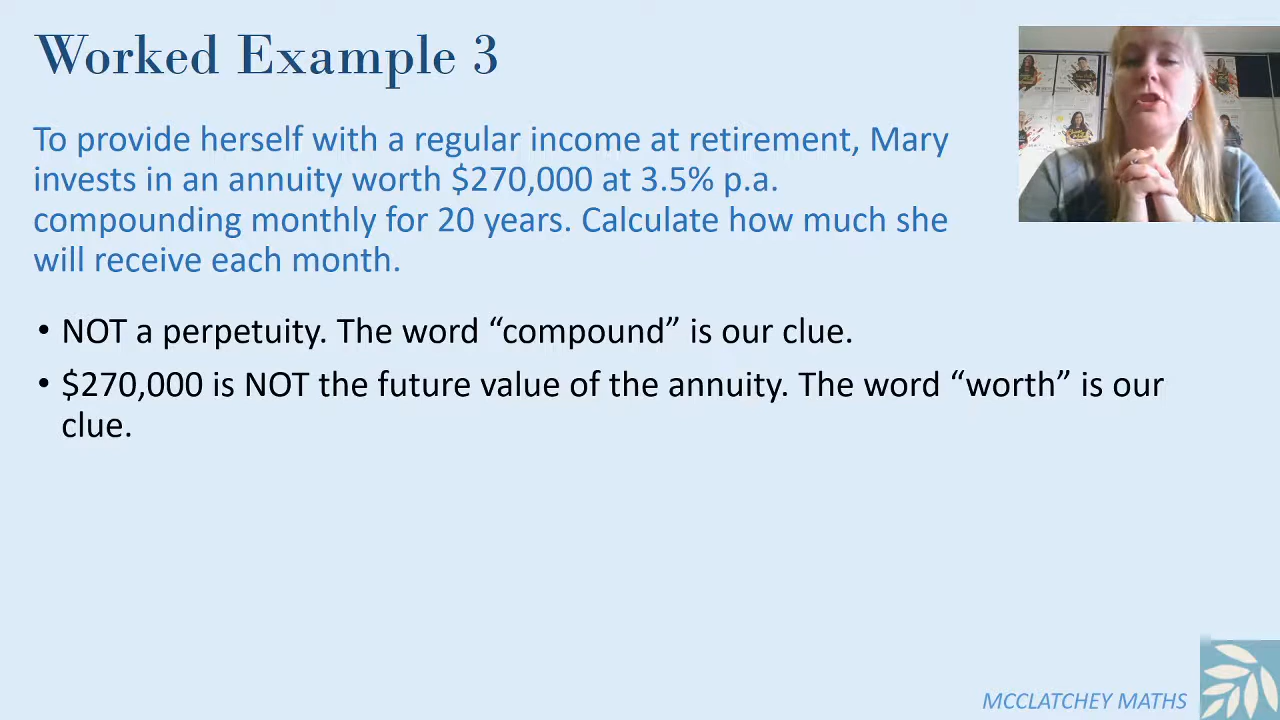 Worked Example 3
To provide herself with a regular income at retirement, Mary
invests in an annuity worth $270,000 at 3.5% p.a.
compounding monthly for 20 years. Calculate how much she
will receive each month.
• NOT a perpetuity. The word “compound” is our clue.
• $270,000 is NOT the future value of the annuity. The word “worth” is our
clue.
MCCLATCHEY MATHS